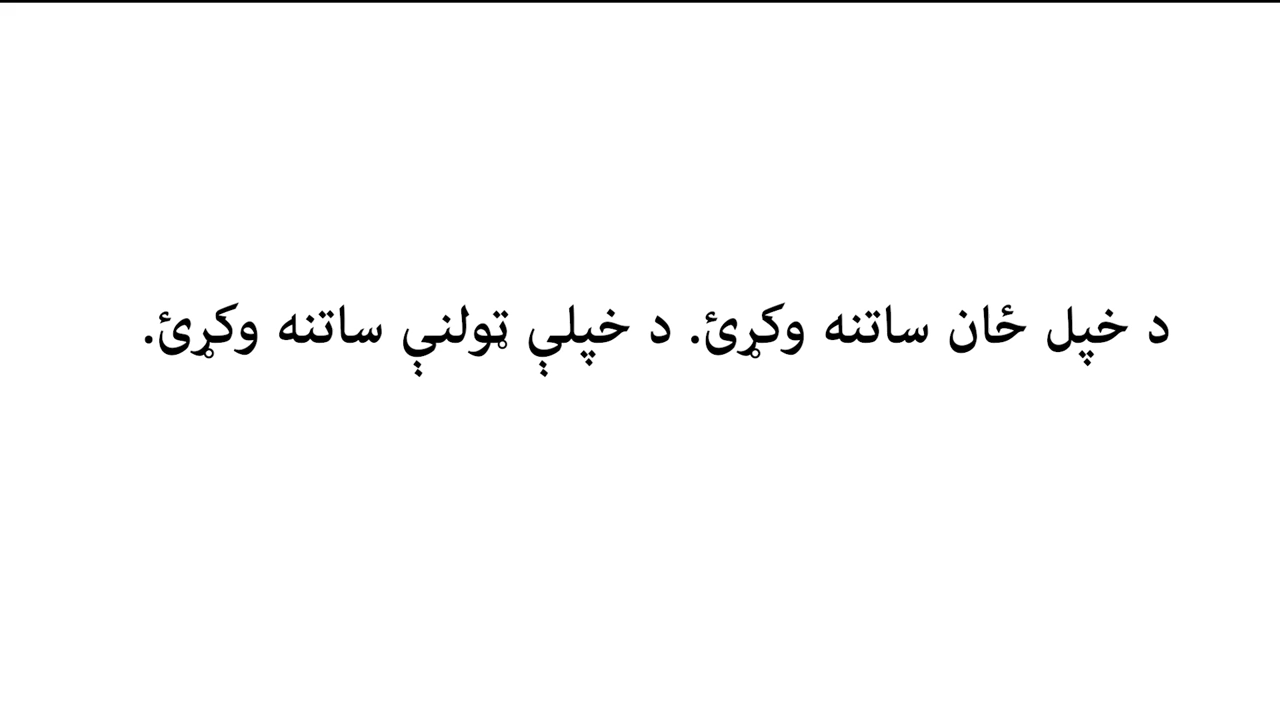 د خپل ځان ساتنه وکړئ. د خپلې ټولنې ساتنه وکړئ.